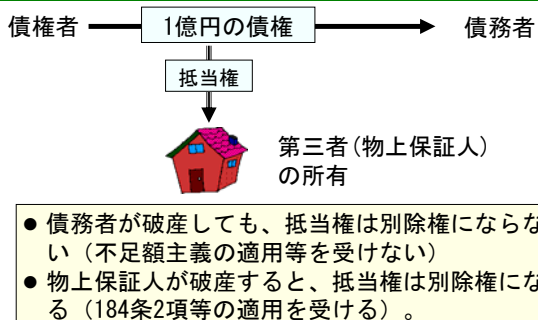 債権者 1億円の債権 債務者
抵当権
第三者(物上保証人)
の所有
● 債務者が破産しても、抵当権は別除権にならな
い（不足額主義の適用等を受けない）
● 物上保証人が破産すると、抵当権は別除権にな
る（184条2項等の適用を受ける）。